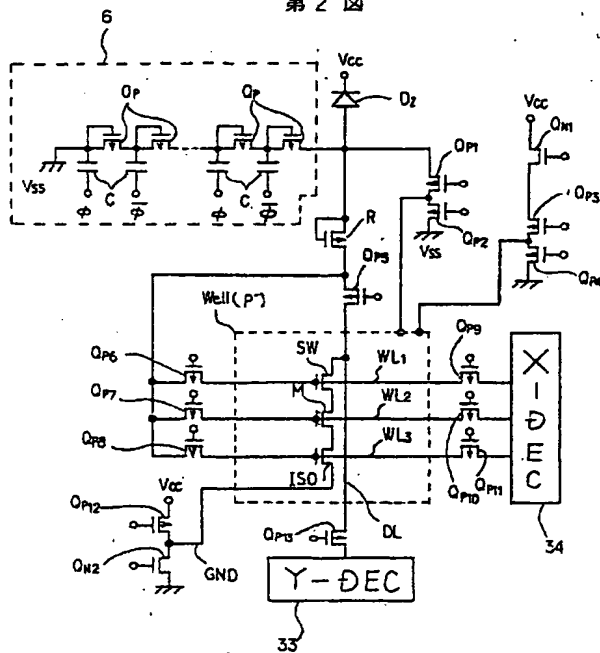 第2図
6
Vcc
D2
QP
QP
Vcc
QN1
QP1
VSS
C
C
φ
φ̄
φ
φ̄
QP3
R
QP2
VSS
QP5
QP4
Well(P-)
SW
QP9
QP6
WL1
QP7
M
WL2
QP8
WL3
ISO
QP10
QP11
X-DEC
34
QP12
Vcc
QP13
DL
QN2
GND
Y-DEC
33